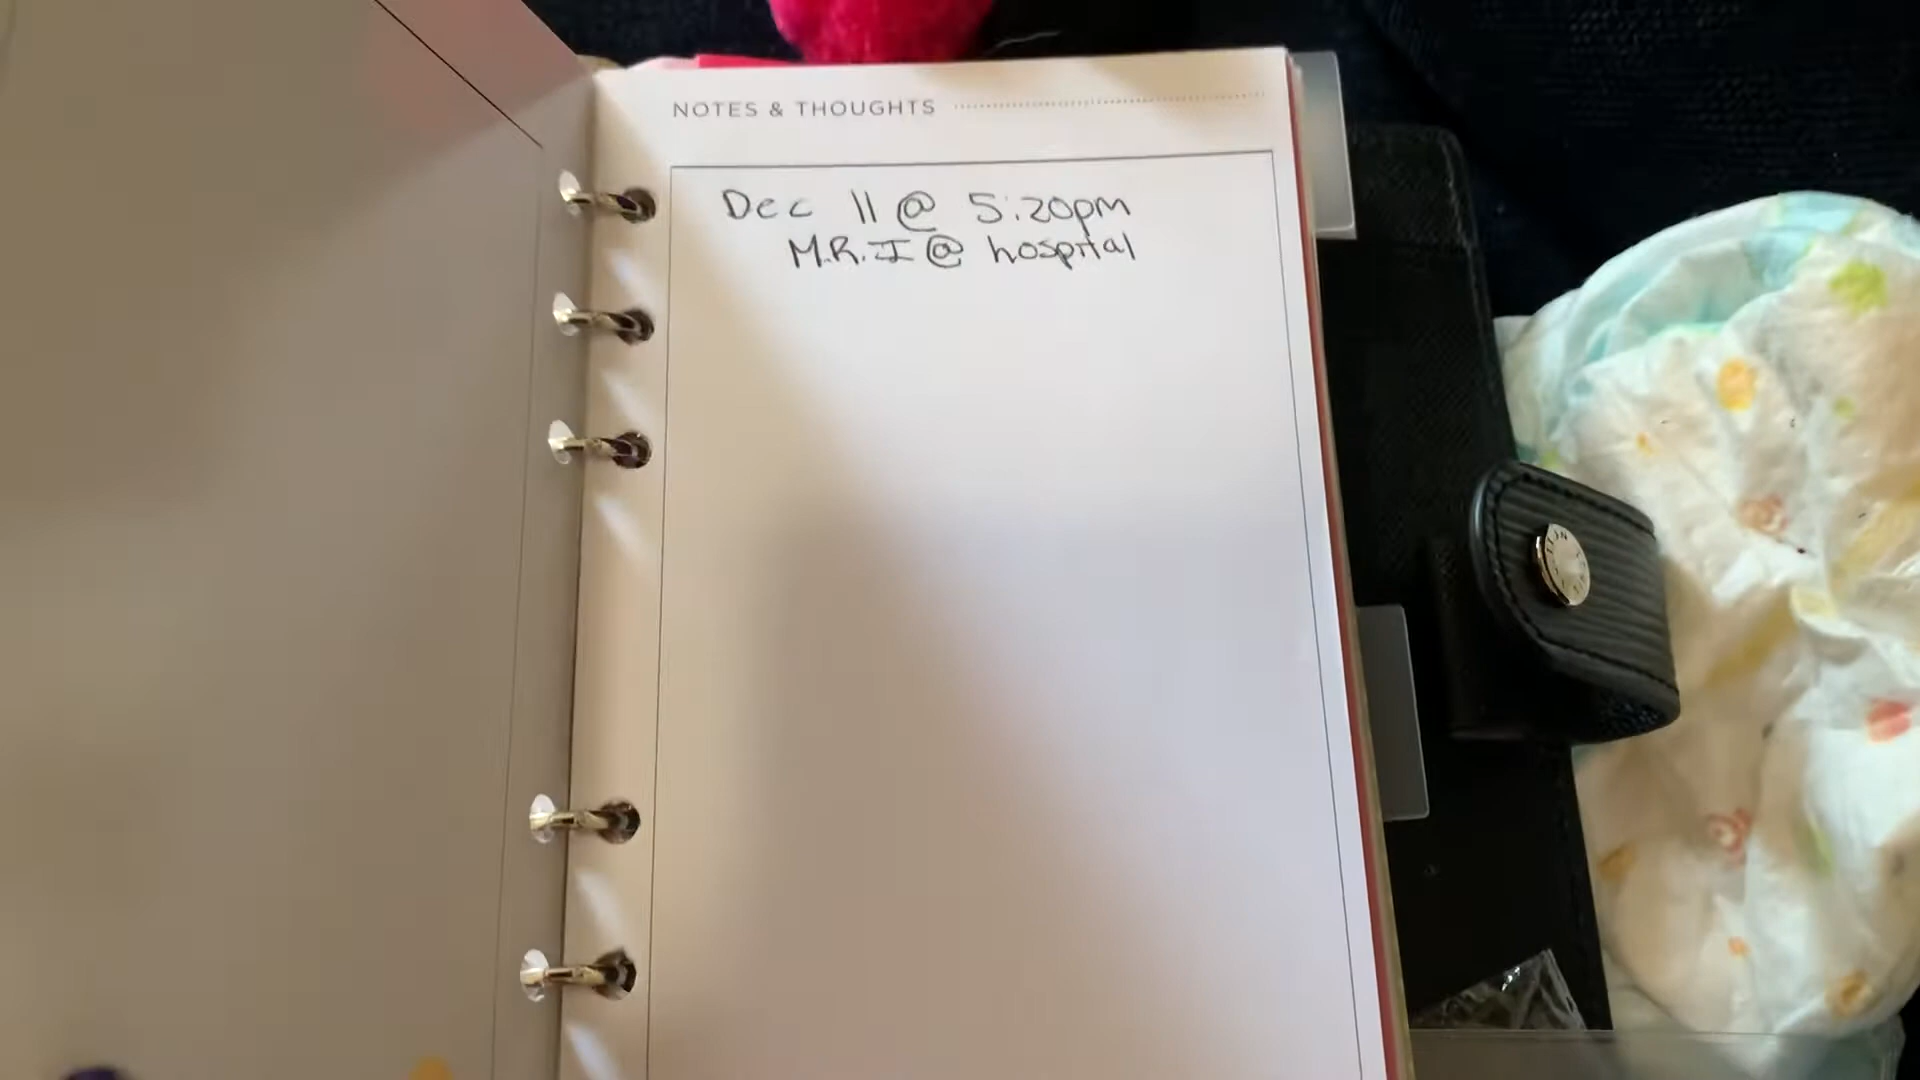 NOTES & THOUGHTS
Dec 11 @ 5:20pm
M.R.I @ hospital